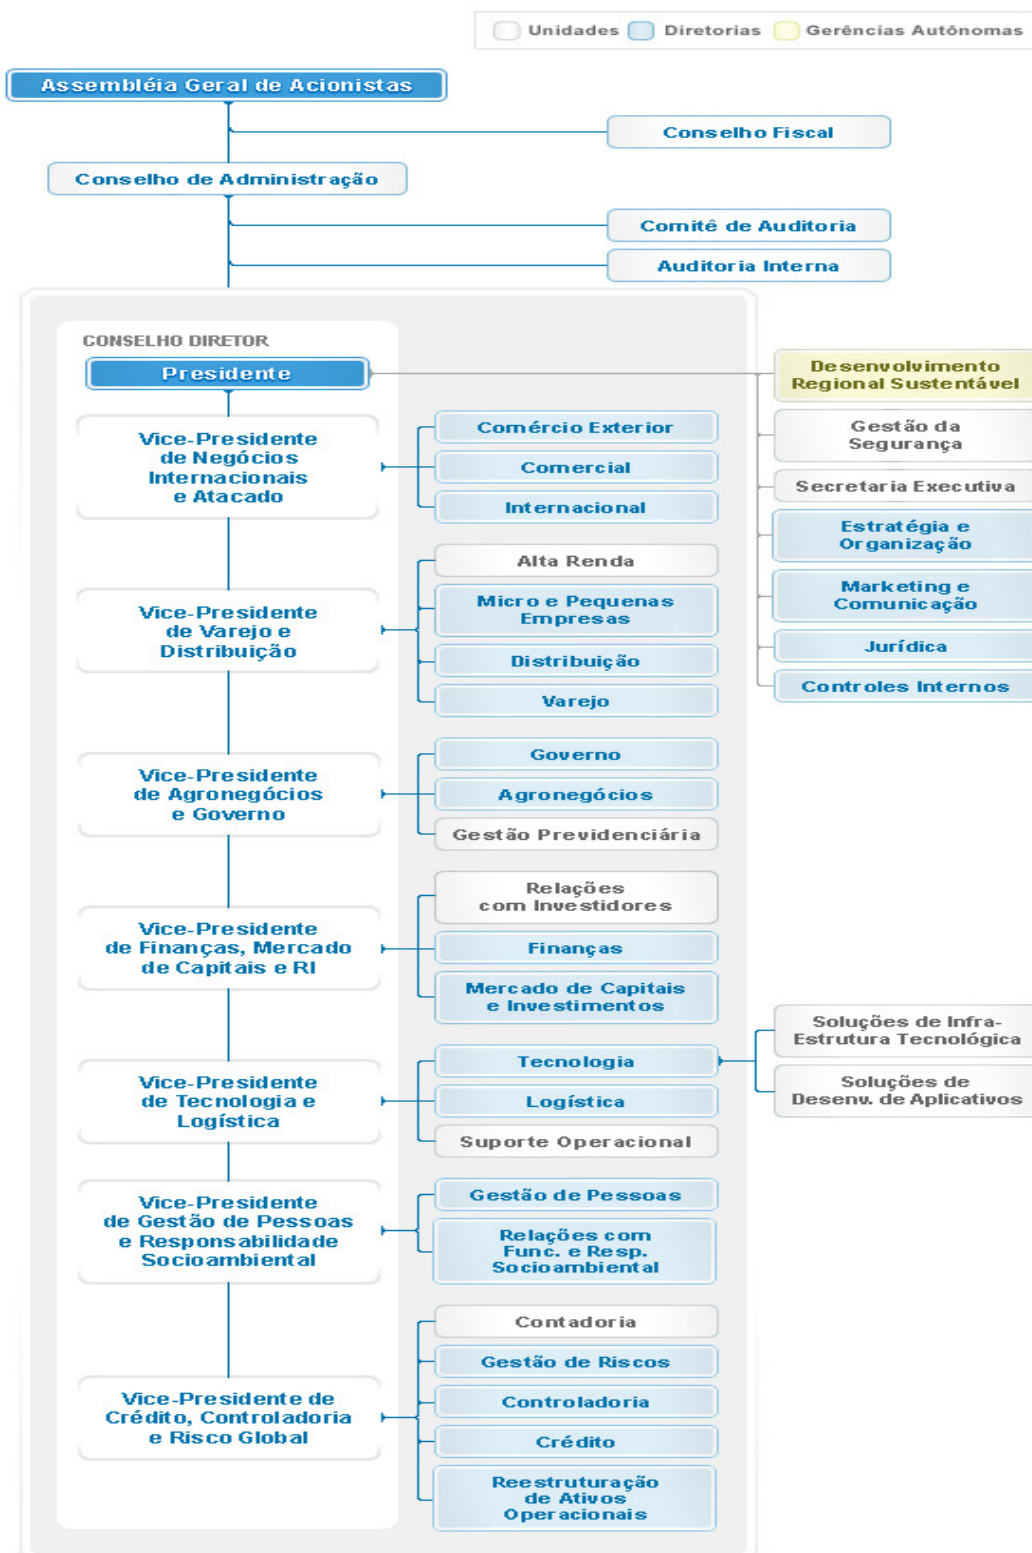 Unidades Diretorias Gerências Autônomas
Assembléia Geral de Acionistas
Conselho Fiscal
Conselho de Administração
Comitê de Auditoria
Auditoria Interna
CONSELHO DIRETOR
Presidente
Desenvolvimento
Regional Sustentável
Gestão da
Segurança
Secretaria Executiva
Estratégia e
Organização
Marketing e
Comunicação
Jurídica
Controles Internos
Vice-Presidente
de Negócios
Internacionais
e Atacado
Comércio Exterior
Comercial
Internacional
Vice-Presidente
de Varejo e
Distribuição
Alta Renda
Micro e Pequenas
Empresas
Distribuição
Varejo
Vice-Presidente
de Agronegócios
e Governo
Governo
Agronegócios
Gestão Previdenciária
Vice-Presidente
de Finanças, Mercado
de Capitais e RI
Relações
com Investidores
Finanças
Mercado de Capitais
e Investimentos
Vice-Presidente
de Tecnologia e
Logística
Tecnologia
Logística
Suporte Operacional
Soluções de Infra-
Estrutura Tecnológica
Soluções de
Desenv. de Aplicativos
Vice-Presidente
de Gestão de Pessoas
e Responsabilidade
Socioambiental
Gestão de Pessoas
Relações com
Func. e Resp.
Socioambiental
Vice-Presidente de
Crédito, Controladoria
e Risco Global
Contadoria
Gestão de Riscos
Controladoria
Crédito
Reestruturação
de Ativos
Operacionais